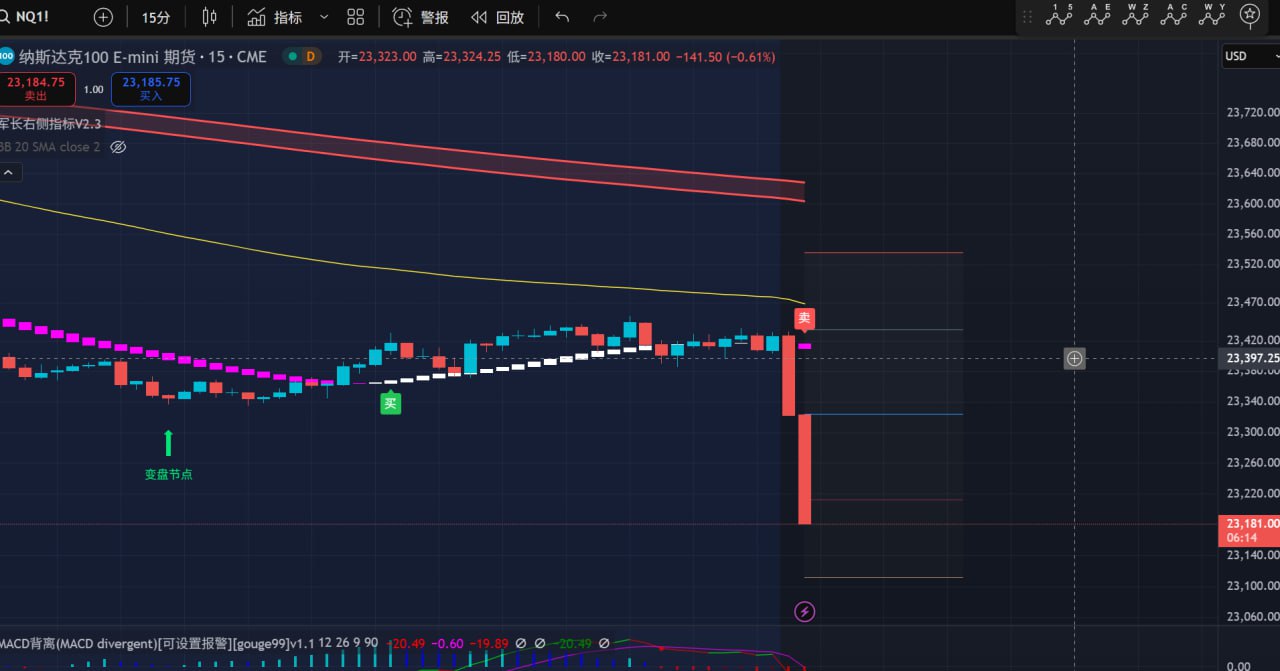 NQ1! 15分 指标 警报 回放
1 5 A E W Z A C W Y
100 纳斯达克100 E-mini 期货 · 15 · CME D 开=23,323.00 高=23,324.25 低=23,180.00 收=23,181.00 −141.50 (−0.61%)
USD
23,184.75
卖出
1.00
23,185.75
买入
军长右侧指标V2.3
BB 20 SMA close 2
23,720.00
23,680.00
23,640.00
23,600.00
23,560.00
23,520.00
23,470.00
卖
23,420.00
23,397.25
23,380.00
23,340.00
买
23,300.00
23,260.00
变盘节点
23,220.00
23,181.00
06:14
23,140.00
23,100.00
23,060.00
MACD背离(MACD divergent)[可设置报警][gouge99]v1.1 12 26 9 90 −20.49 −0.60 −19.89 ∅ ∅ −20.49 ∅
0.00